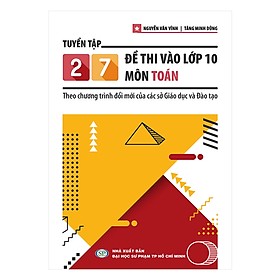 NGUYỄN VĂN VĨNH | TĂNG MINH DŨNG
TUYỂN TẬP
27 ĐỀ THI VÀO LỚP 10
MÔN TOÁN
Theo chương trình đổi mới của các sở Giáo dục và Đào tạo
NHÀ XUẤT BẢN
ĐẠI HỌC SƯ PHẠM TP HỒ CHÍ MINH